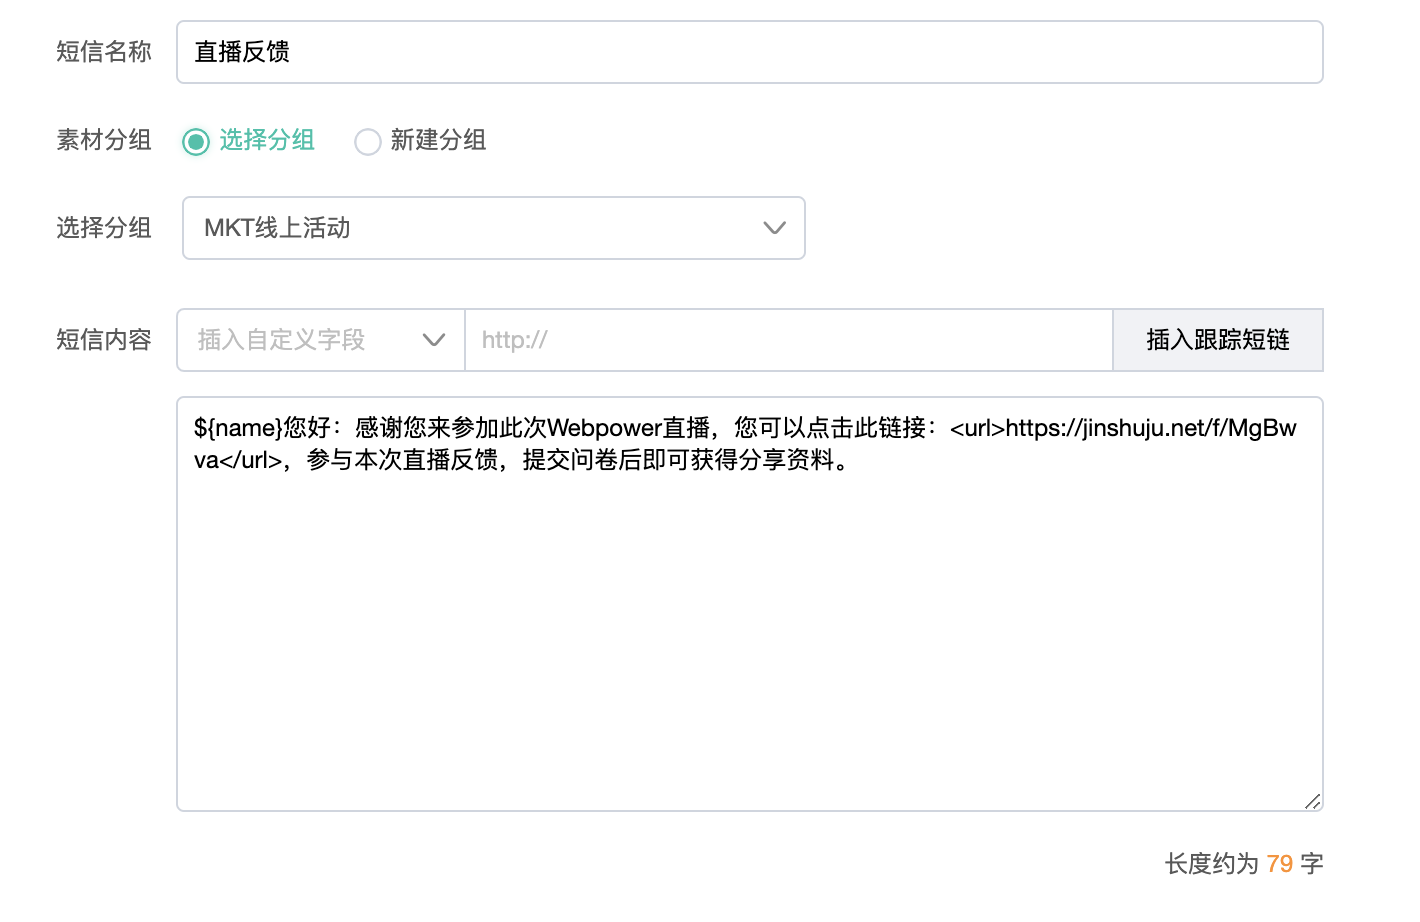 短信名称 直播反馈
素材分组 选择分组 新建分组
选择分组 MKT线上活动
短信内容 插入自定义字段 http:// 插入跟踪短链
${name}您好：感谢您来参加此次Webpower直播，您可以点击此链接：<url>https://jinshuju.net/f/MgBw
va</url>，参与本次直播反馈，提交问卷后即可获得分享资料。
长度约为 79 字